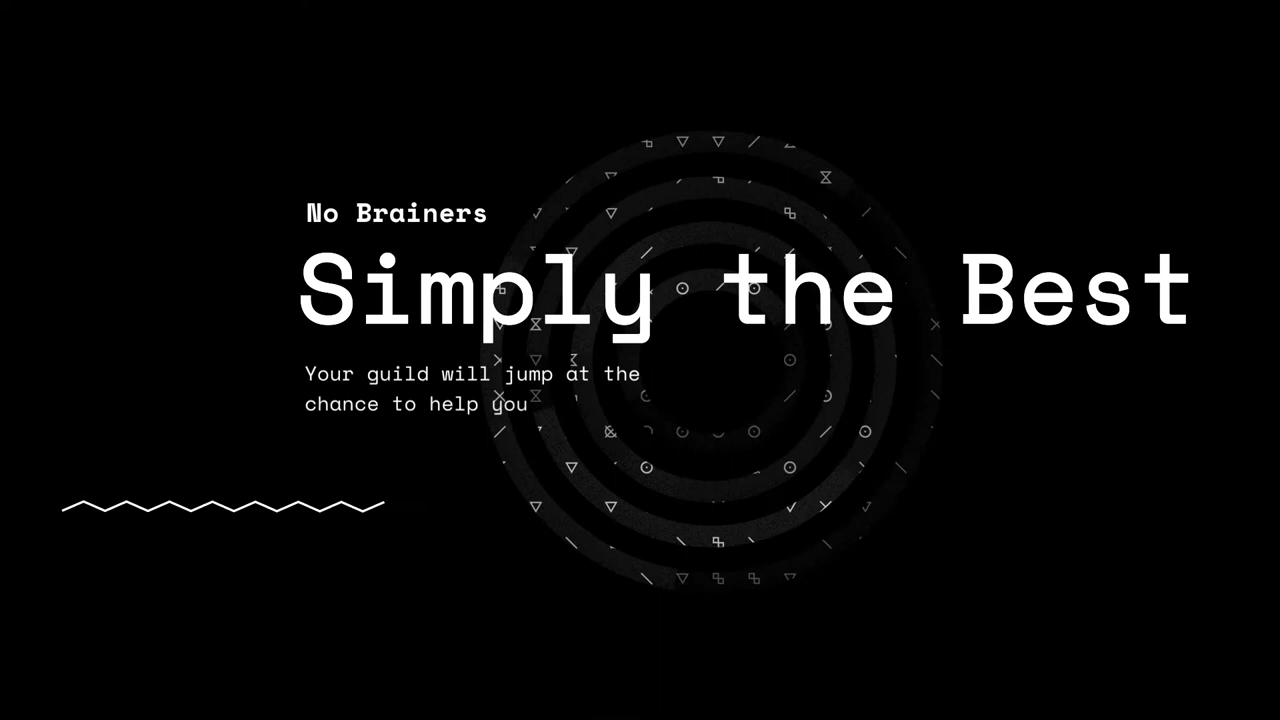 No Brainers
Simply the Best
Your guild will jump at the
chance to help you